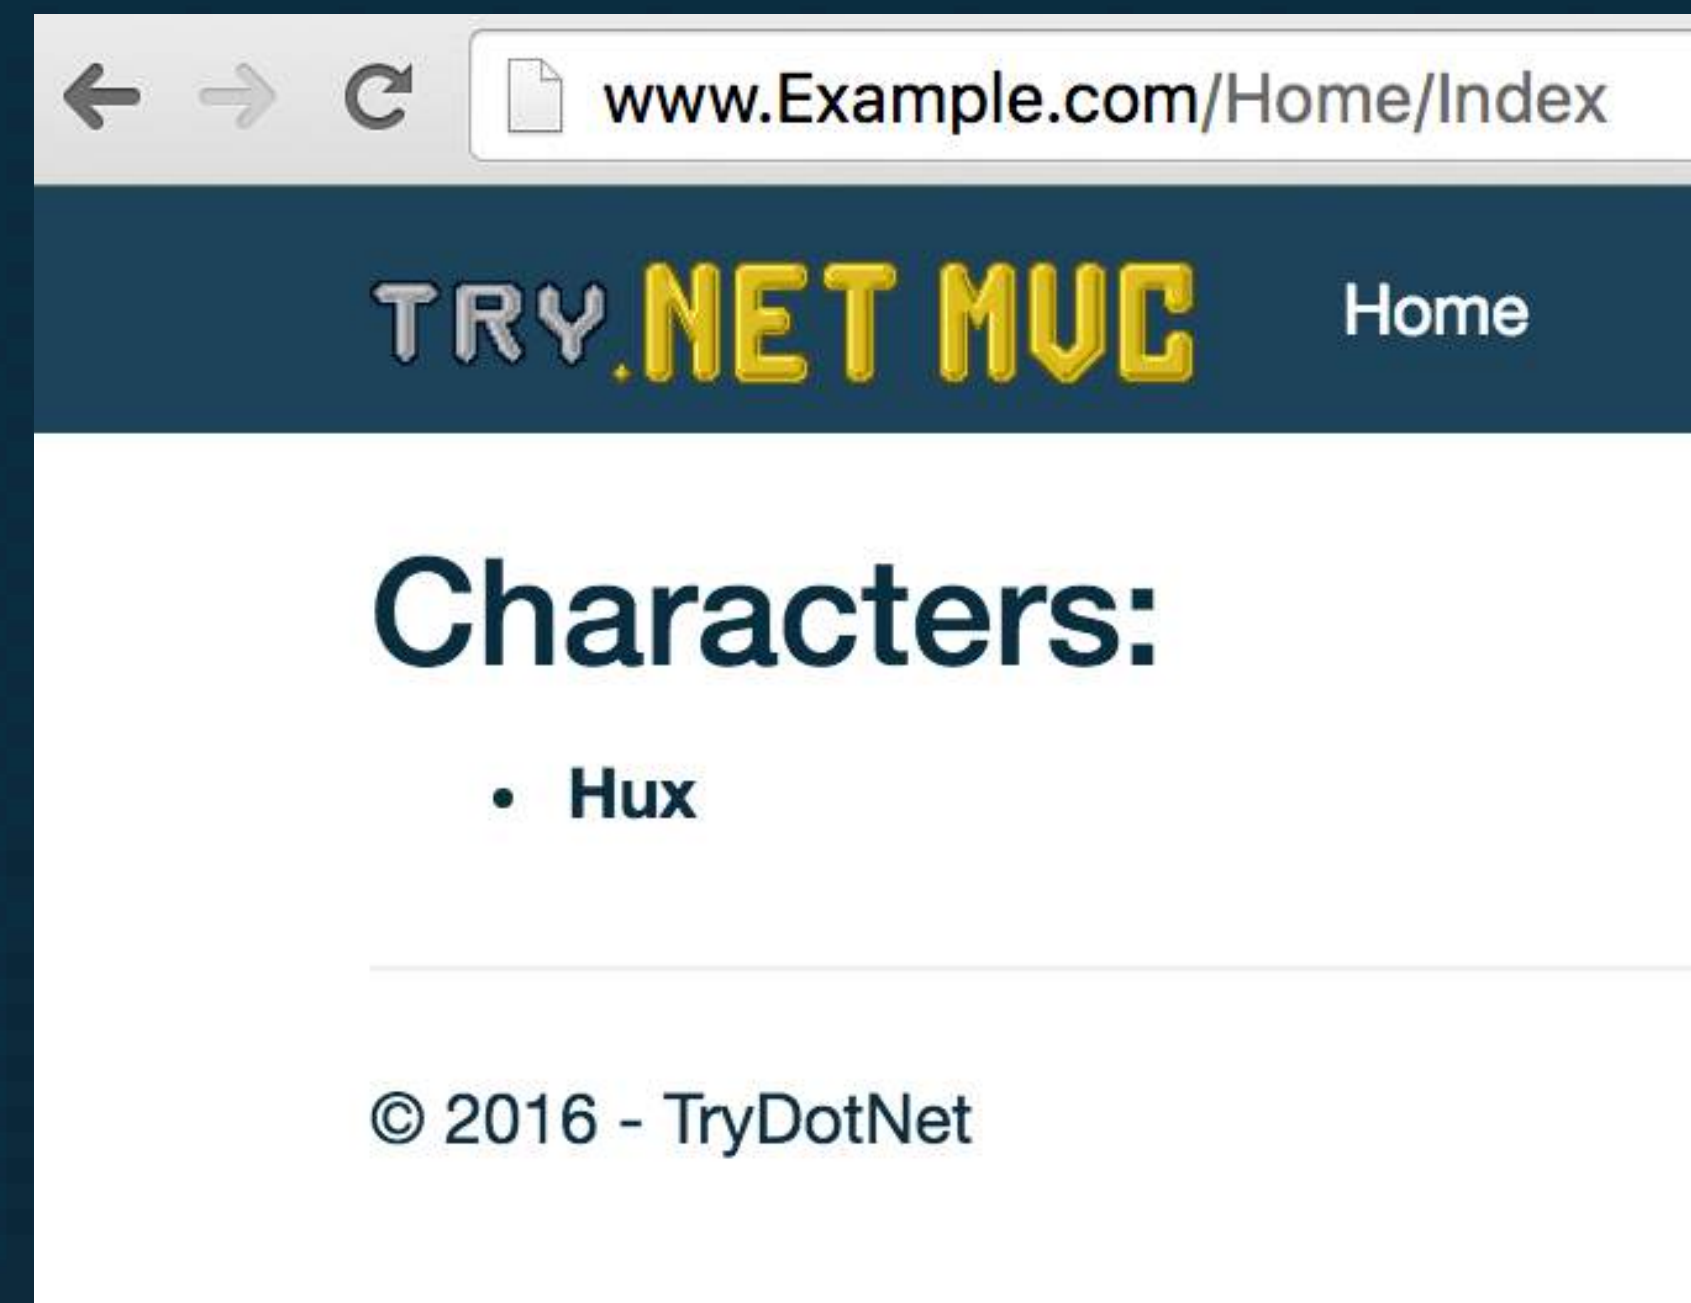 www.Example.com/Home/Index
TRY.NET MVC Home
Characters:
• Hux
© 2016 - TryDotNet